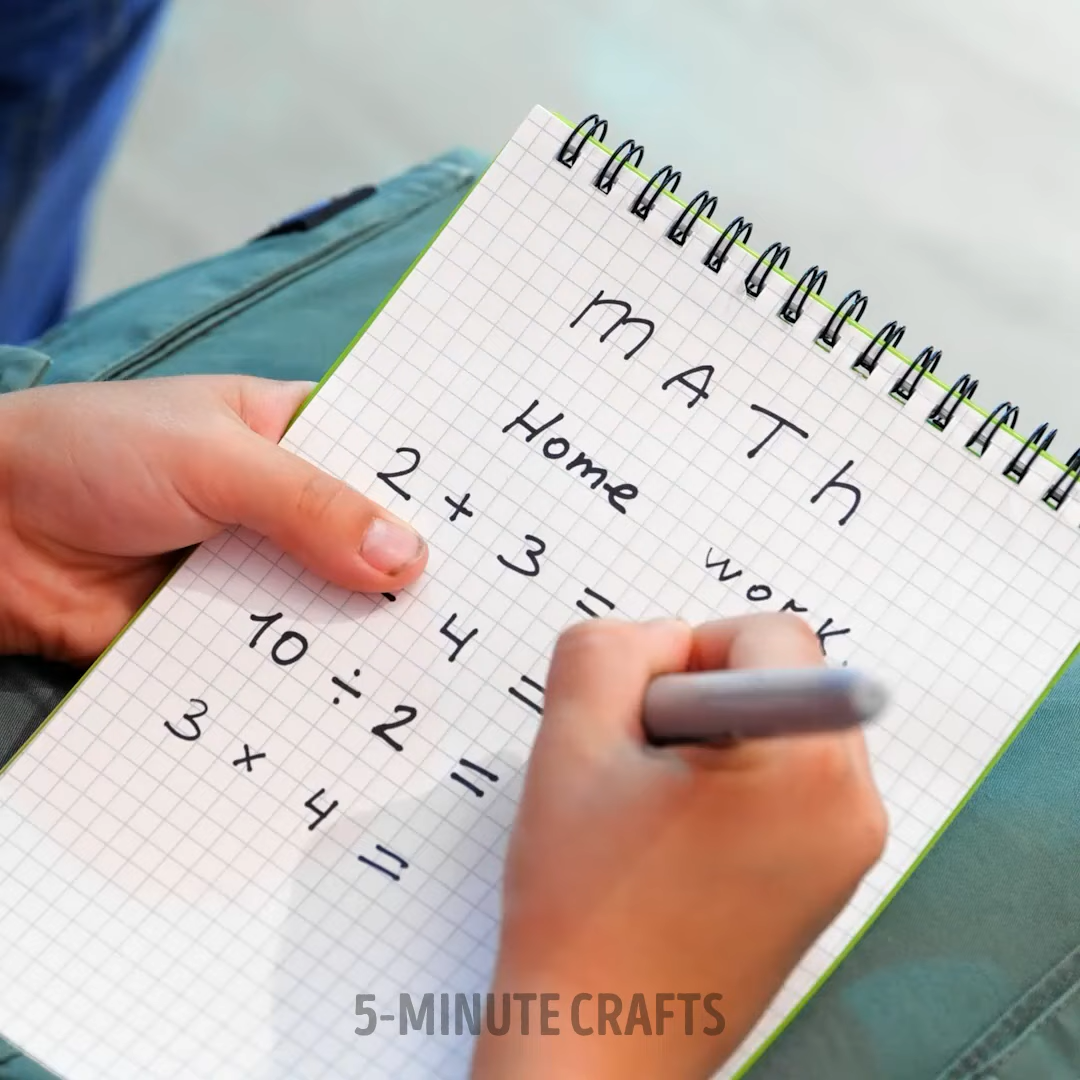 mATh
Home work.
2 + 3 =
- 4 =
10 ÷ 2 =
3 x 4 =
5-MINUTE CRAFTS